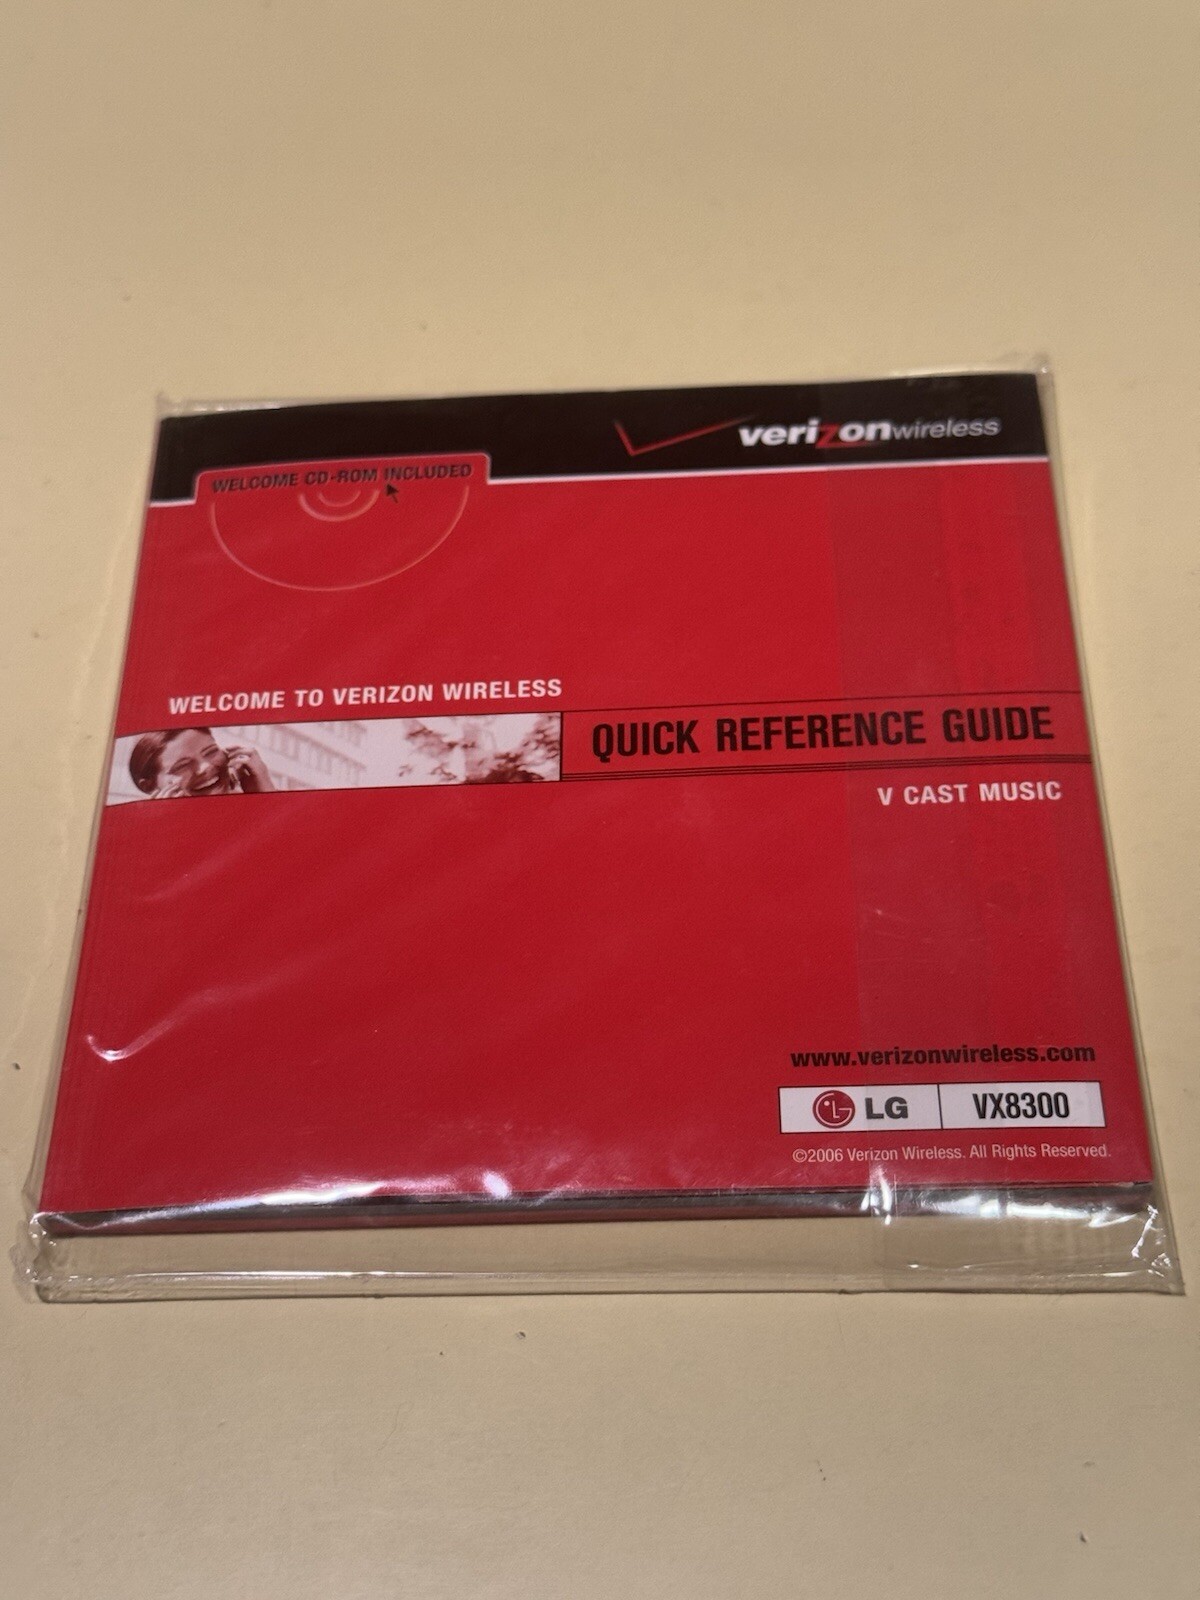 verizonwireless
WELCOME CD-ROM INCLUDED
WELCOME TO VERIZON WIRELESS
QUICK REFERENCE GUIDE
V CAST MUSIC
www.verizonwireless.com
LG VX8300
©2006 Verizon Wireless. All Rights Reserved.